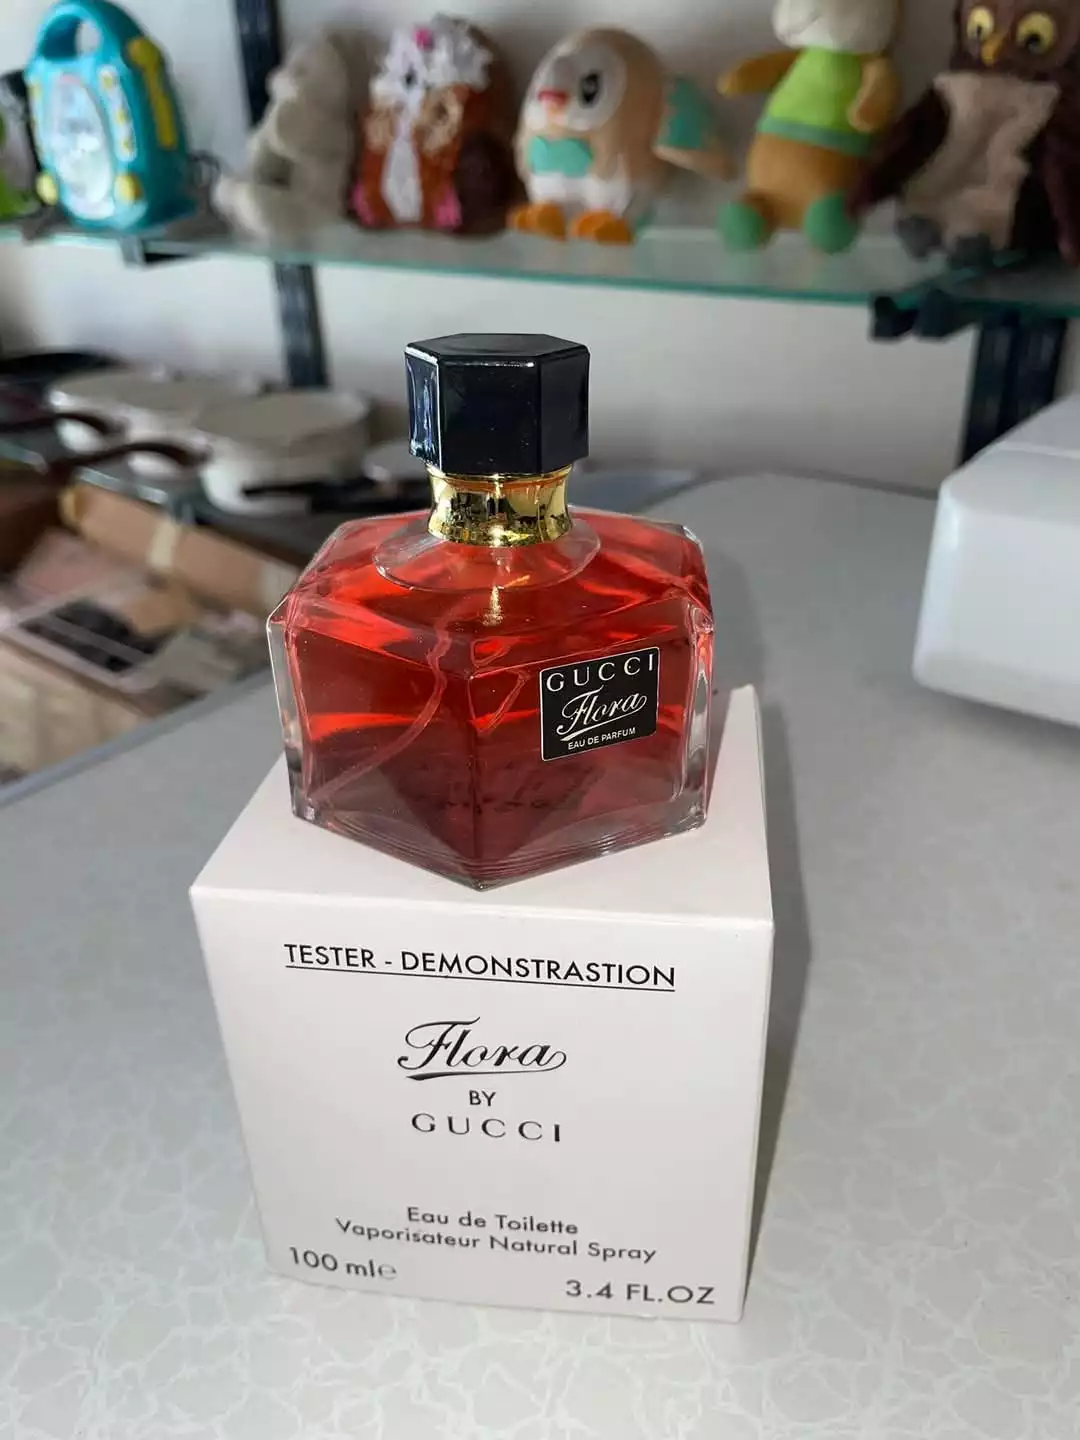 GUCCI
Flora
EAU DE PARFUM
TESTER - DEMONSTRASTION
Flora
BY
GUCCI
Eau de Toilette
Vaporisateur Natural Spray
100 ml℮
3.4 FL.OZ